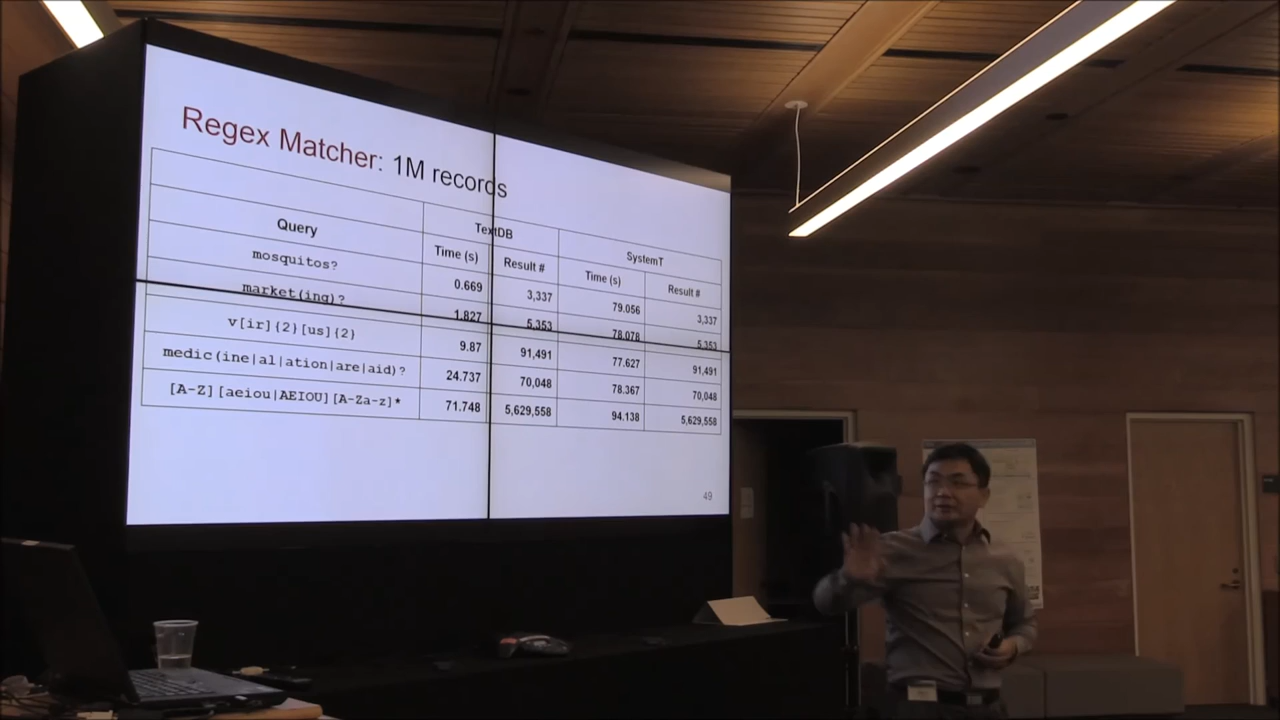 Regex Matcher: 1M records
Query TextDB SystemT
Time (s) Result # Time (s) Result #
mosquitos? 0.669 3,337 79.056 3,337
market(ing)? 1.827 5,353 78.078 5,353
v[ir]{2}[us]{2} 9.87 91,491 77.627 91,491
medic(ine|al|ation|are|aid)? 24.737 70,048 78.367 70,048
[A-Z][aeiou|AEIOU][A-Za-z]* 71.748 5,629,558 94.138 5,629,558
49